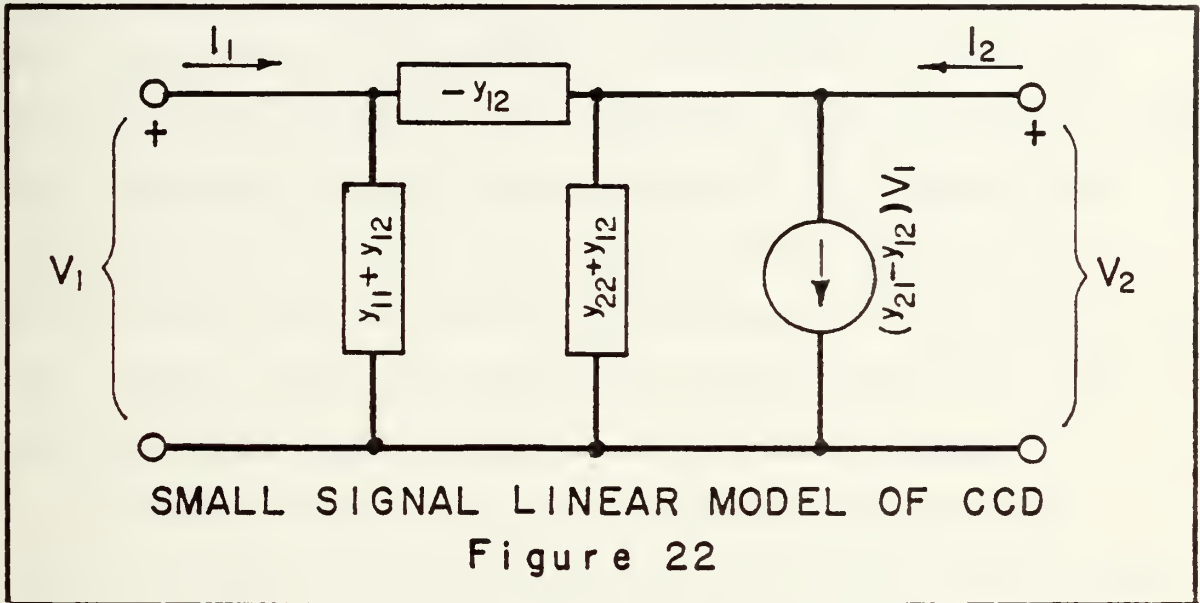 I₁
I₂
−y₁₂
+
+
y₁₁ + y₁₂
y₂₂ + y₁₂
(y₂₁ − y₁₂) V₁
V₁
V₂
SMALL SIGNAL LINEAR MODEL OF CCD
Figure 22